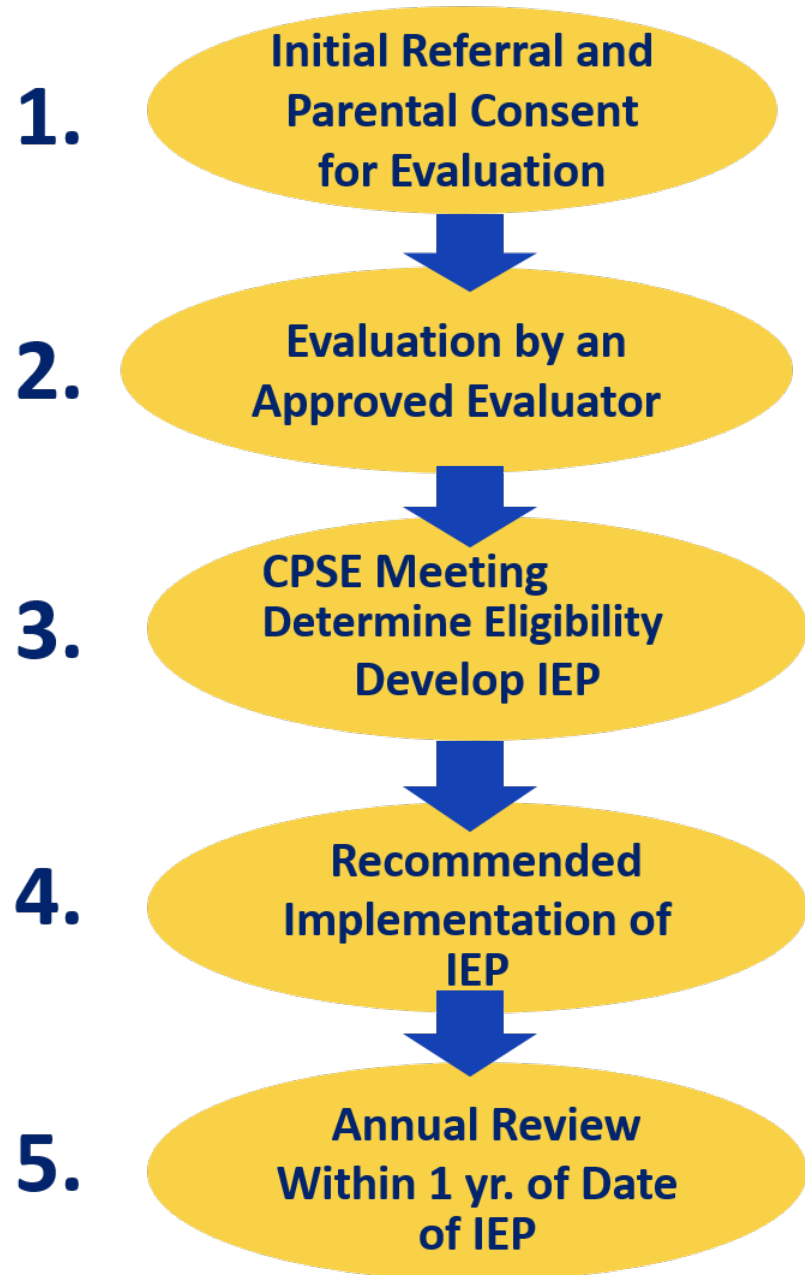 1.
Initial Referral and
Parental Consent
for Evaluation
2.
Evaluation by an
Approved Evaluator
3.
CPSE Meeting
Determine Eligibility
Develop IEP
4.
Recommended
Implementation of
IEP
5.
Annual Review
Within 1 yr. of Date
of IEP